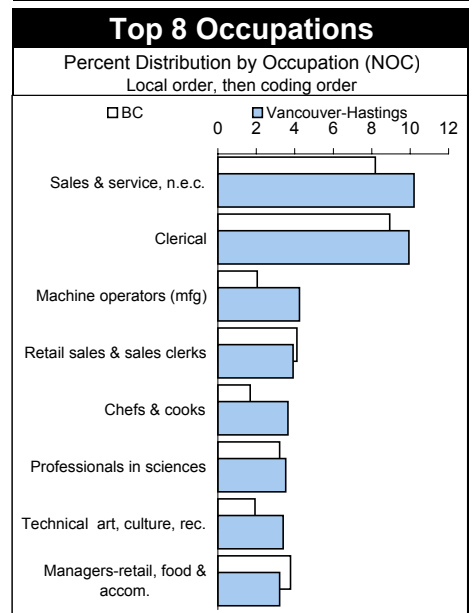 Top 8 Occupations
Percent Distribution by Occupation (NOC)
Local order, then coding order
BC Vancouver-Hastings
0 2 4 6 8 10 12
Sales & service, n.e.c.
Clerical
Machine operators (mfg)
Retail sales & sales clerks
Chefs & cooks
Professionals in sciences
Technical art, culture, rec.
Managers-retail, food &
accom.